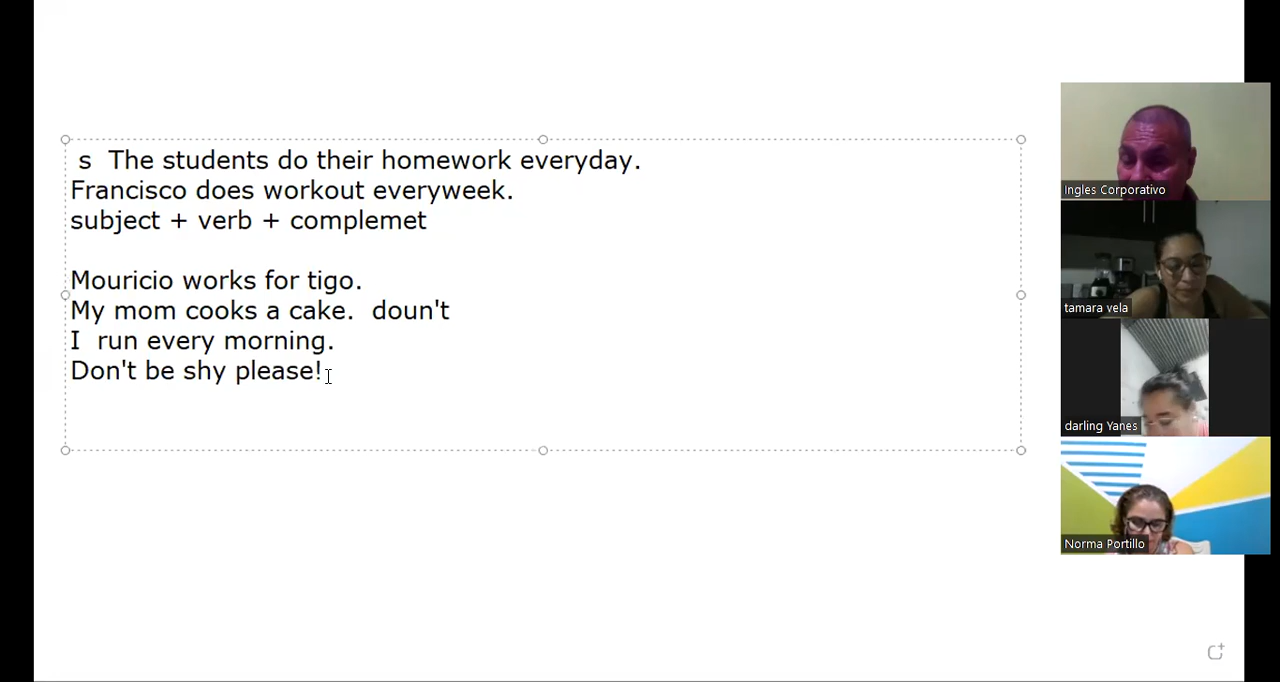 s The students do their homework everyday.
Francisco does workout everyweek.
subject + verb + complemet
Mouricio works for tigo.
My mom cooks a cake. doun't
I run every morning.
Don't be shy please!
Ingles Corporativo
tamara vela
darling Yanes
Norma Portillo